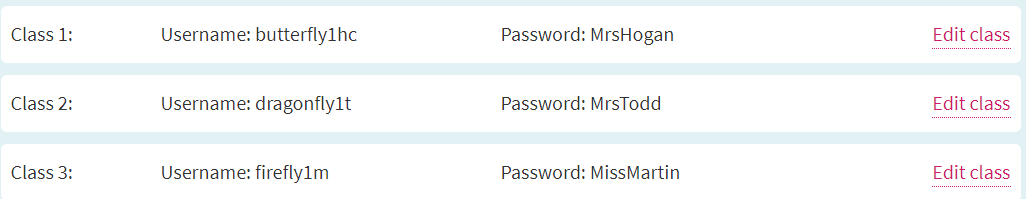 Class 1: Username: butterfly1hc Password: MrsHogan Edit class
Class 2: Username: dragonfly1t Password: MrsTodd Edit class
Class 3: Username: firefly1m Password: MissMartin Edit class